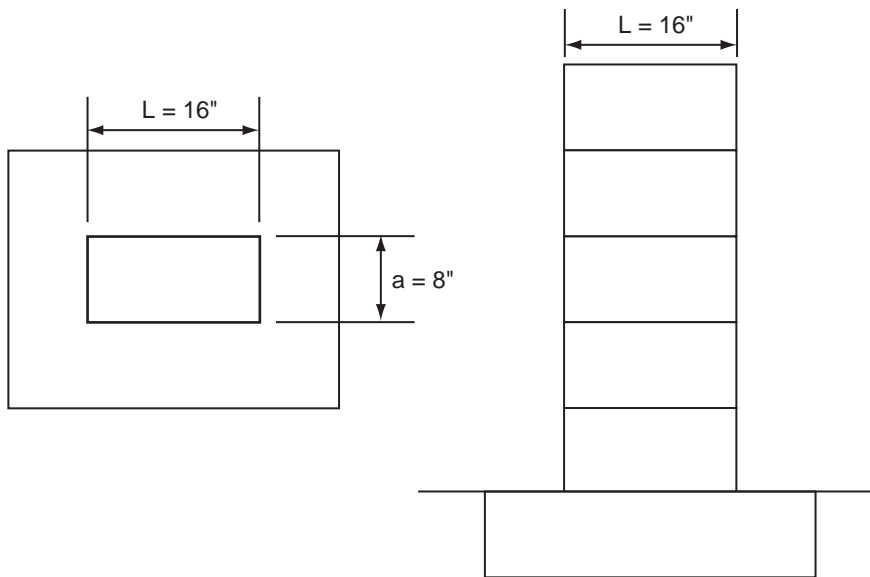 L = 16"
a = 8"
L = 16"